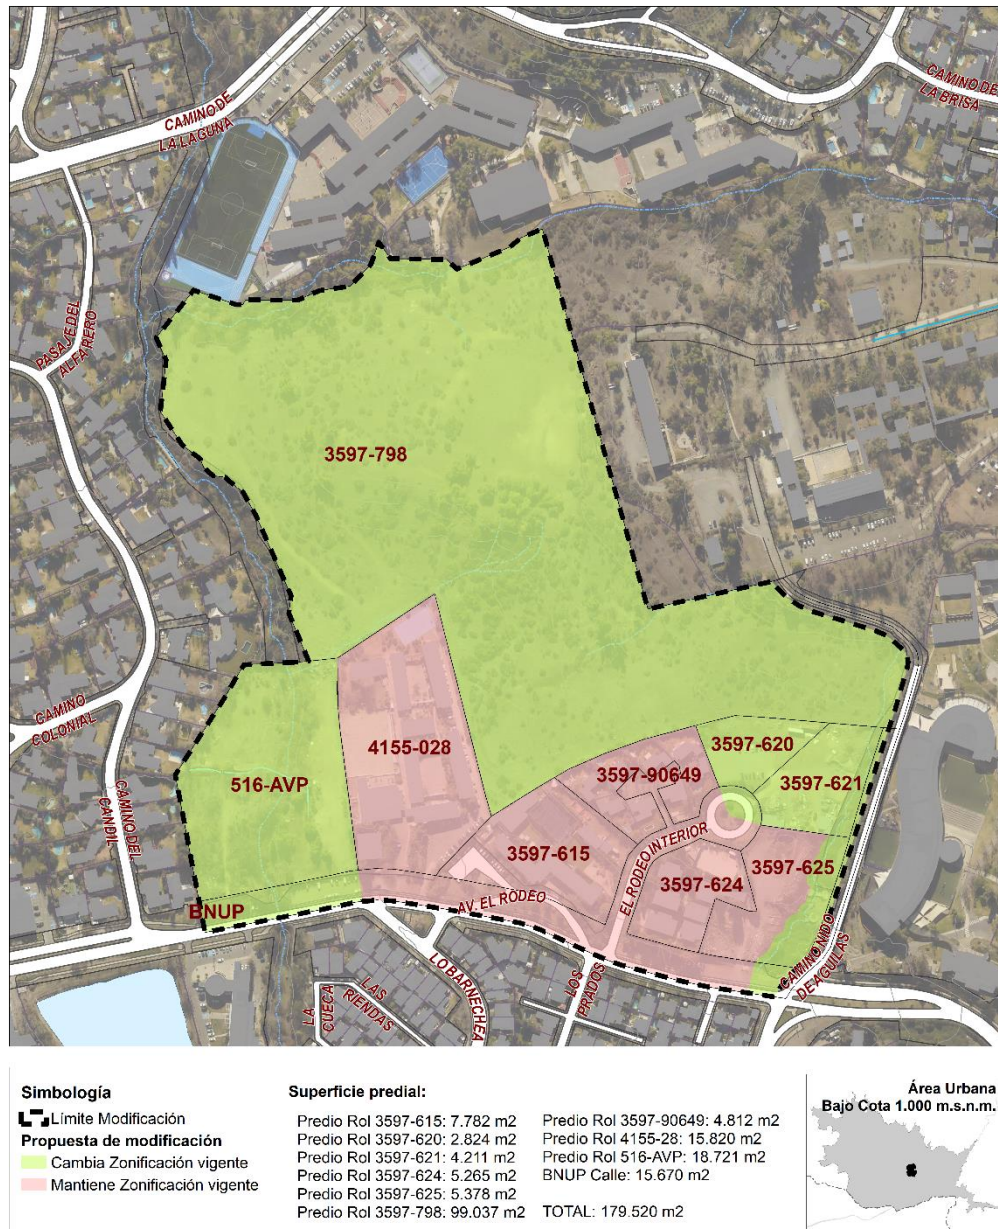 CAMINO DE
LA LAGUNA
CAMINO DE
LA BRISA
PASAJE DEL
ALFARERO
3597-798
CAMINO
COLONIAL
CAMINO DEL
CANDIL
516-AVP
4155-028
3597-620
3597-621
3597-90649
3597-615
EL RODEO INTERIOR
3597-625
3597-624
BNUP
AV. EL RODEO
CAMINO NIDO
DE AGUILAS
LO BARNECHEA
LOS
PRADOS
LA
CUECA
LAS
RIENDAS
Simbología
Límite Modificación
Propuesta de modificación
Cambia Zonificación vigente
Mantiene Zonificación vigente
Superficie predial:
Predio Rol 3597-615: 7.782 m2
Predio Rol 3597-620: 2.824 m2
Predio Rol 3597-621: 4.211 m2
Predio Rol 3597-624: 5.265 m2
Predio Rol 3597-625: 5.378 m2
Predio Rol 3597-798: 99.037 m2
Predio Rol 3597-90649: 4.812 m2
Predio Rol 4155-28: 15.820 m2
Predio Rol 516-AVP: 18.721 m2
BNUP Calle: 15.670 m2
TOTAL: 179.520 m2
Área Urbana
Bajo Cota 1.000 m.s.n.m.